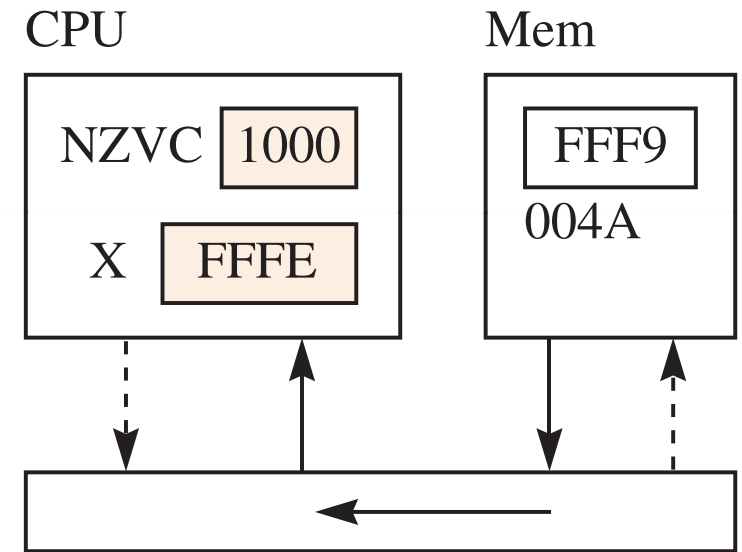 CPU
Mem
NZVC 1000
FFF9
004A
X FFFE